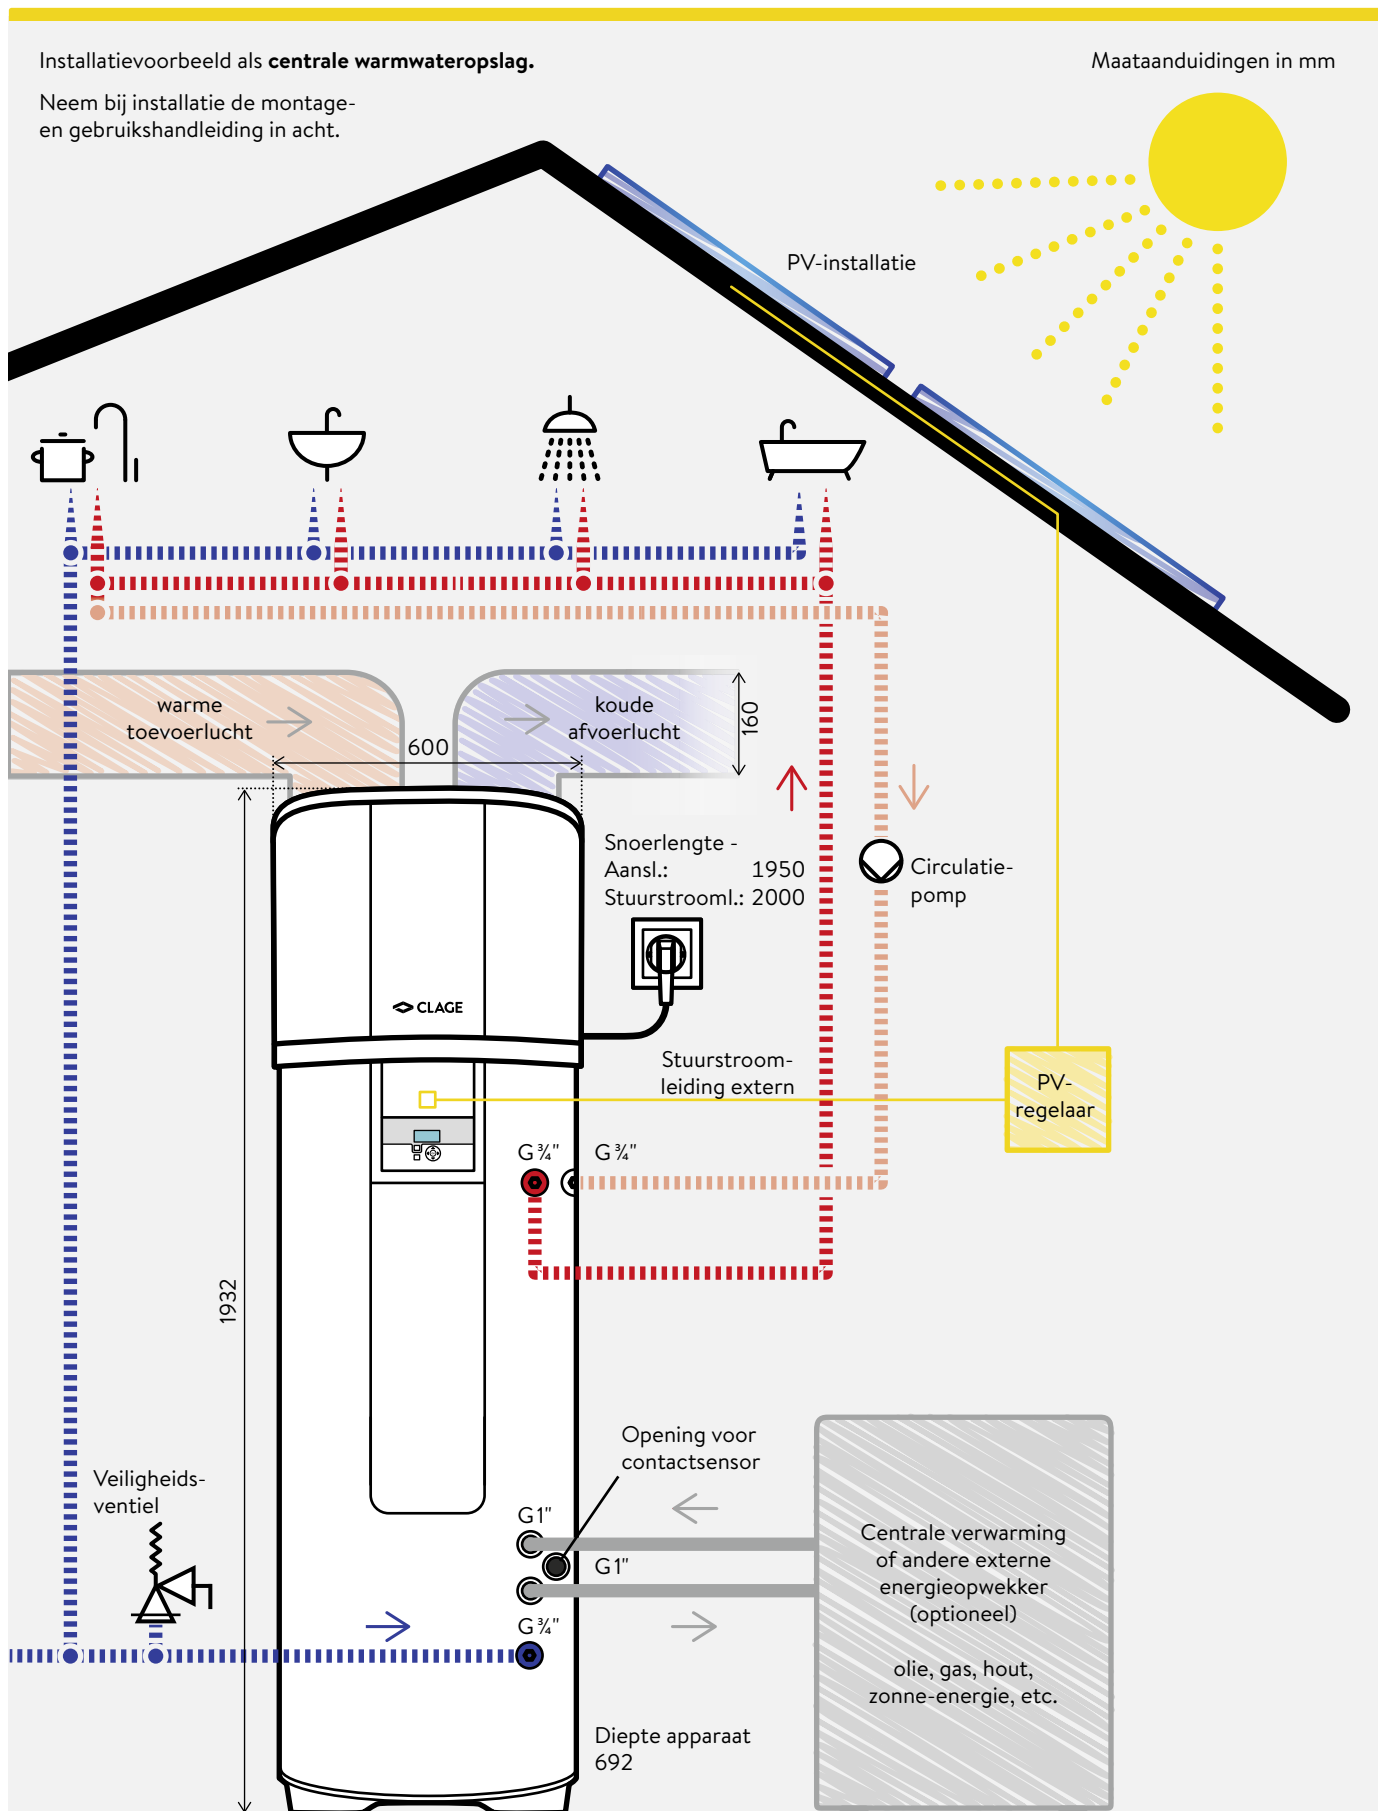 Installatievoorbeeld als centrale warmwateropslag.
Maataanduidingen in mm
Neem bij installatie de montage-
en gebruikshandleiding in acht.
PV-installatie
warme
toevoerlucht
koude
afvoerlucht
160
600
Snoerlengte -
Aansl.: 1950
Stuurstrooml.: 2000
Circulatie-
pomp
CLAGE
Stuurstroom-
leiding extern
PV-
regelaar
G ¾"
G ¾"
1932
Opening voor
contactsensor
Veiligheids-
ventiel
G 1"
G 1"
G ¾"
Centrale verwarming
of andere externe
energieopwekker
(optioneel)
olie, gas, hout,
zonne-energie, etc.
Diepte apparaat
692